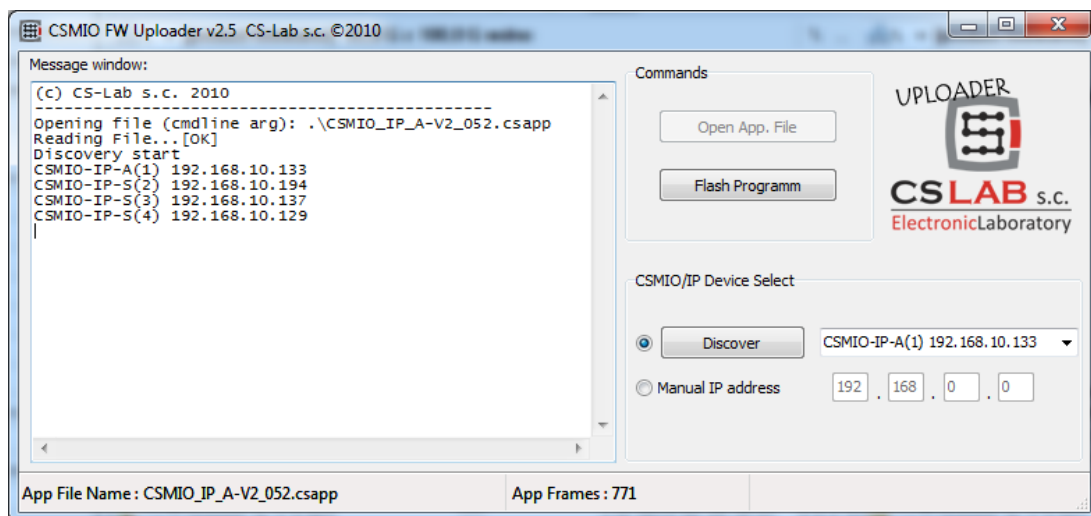 CSMIO FW Uploader v2.5 CS-Lab s.c. ©2010
Message window:
(c) CS-Lab s.c. 2010
------------------------------------------------
Opening file (cmdline arg): .\CSMIO_IP_A-V2_052.csapp
Reading File...[OK]
Discovery start
CSMIO-IP-A(1) 192.168.10.133
CSMIO-IP-S(2) 192.168.10.194
CSMIO-IP-S(3) 192.168.10.137
CSMIO-IP-S(4) 192.168.10.129
Commands
Open App. File
Flash Programm
UPLOADER
CSLAB s.c.
ElectronicLaboratory
CSMIO/IP Device Select
Discover
CSMIO-IP-A(1) 192.168.10.133
Manual IP address
192 . 168 . 0 . 0
App File Name : CSMIO_IP_A-V2_052.csapp
App Frames : 771